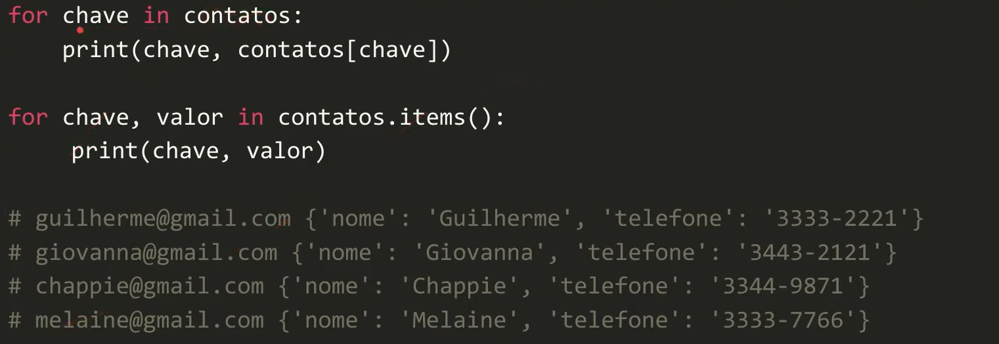 for chave in contatos:
    print(chave, contatos[chave])
for chave, valor in contatos.items():
    print(chave, valor)
# guilherme@gmail.com {'nome': 'Guilherme', 'telefone': '3333-2221'}
# giovanna@gmail.com {'nome': 'Giovanna', 'telefone': '3443-2121'}
# chappie@gmail.com {'nome': 'Chappie', 'telefone': '3344-9871'}
# melaine@gmail.com {'nome': 'Melaine', 'telefone': '3333-7766'}